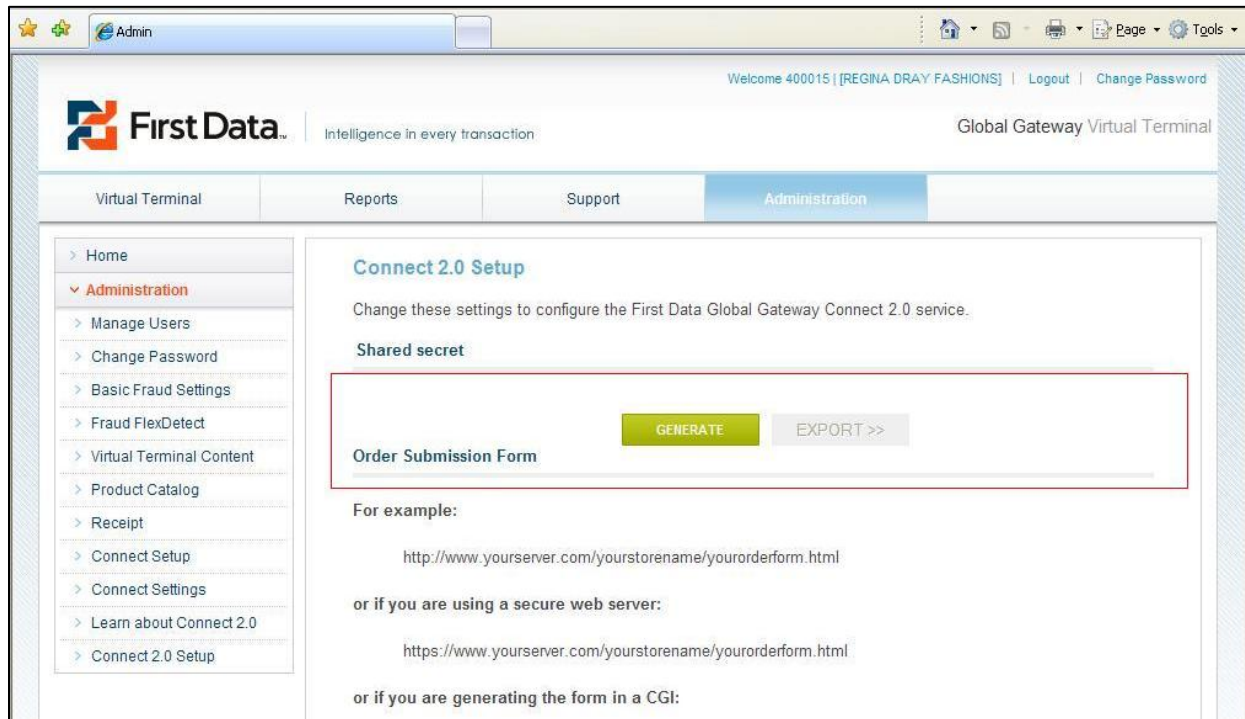 Admin
Page
Tools
Welcome 400015 | [REGINA DRAY FASHIONS] | Logout | Change Password
First Data™
Intelligence in every transaction
Global Gateway Virtual Terminal
Virtual Terminal
Reports
Support
Administration
Home
Administration
Manage Users
Change Password
Basic Fraud Settings
Fraud FlexDetect
Virtual Terminal Content
Product Catalog
Receipt
Connect Setup
Connect Settings
Learn about Connect 2.0
Connect 2.0 Setup
Connect 2.0 Setup
Change these settings to configure the First Data Global Gateway Connect 2.0 service.
Shared secret
GENERATE
EXPORT >>
Order Submission Form
For example:
http://www.yourserver.com/yourstorename/yourorderform.html
or if you are using a secure web server:
https://www.yourserver.com/yourstorename/yourorderform.html
or if you are generating the form in a CGI: